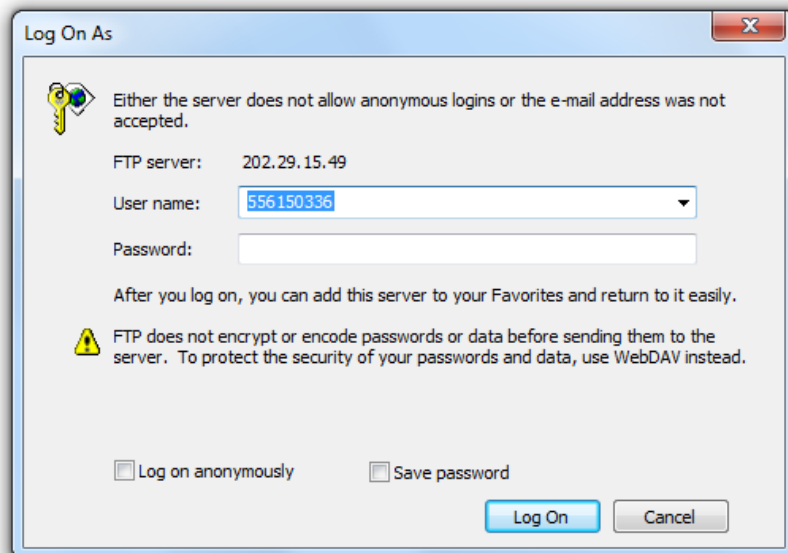 Log On As
Either the server does not allow anonymous logins or the e-mail address was not
accepted.
FTP server: 202.29.15.49
User name: 556150336
Password:
After you log on, you can add this server to your Favorites and return to it easily.
FTP does not encrypt or encode passwords or data before sending them to the
server. To protect the security of your passwords and data, use WebDAV instead.
Log on anonymously Save password
Log On Cancel